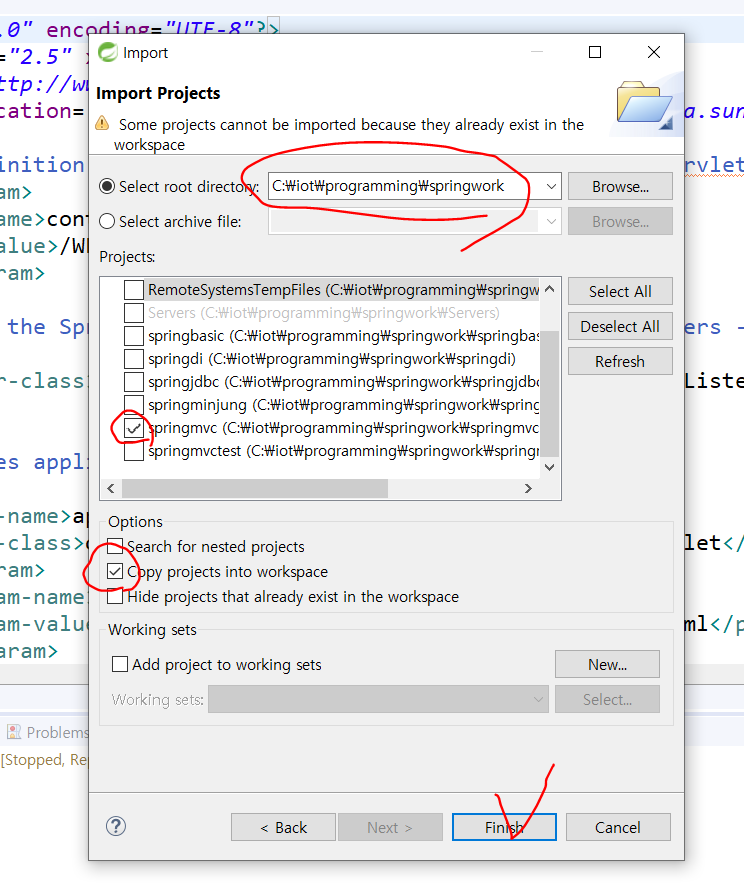 .0" encoding="UTF-8"?>
Import
="2.5"
ttp://ww
Import Projects
cation=
a.sun
Some projects cannot be imported because they already exist in the
workspace
inition
rvlet
am>
Select root directory:
C:₩iot₩programming₩springwork
Browse...
name>cont
Select archive file:
Browse...
alue>/W
ram>
Projects:
RemoteSystemsTempFiles (C:₩iot₩programming₩springw
Select All
Servers (C:₩iot₩programming₩springwork₩Servers)
the Spr
ers -
springbasic (C:₩iot₩programming₩springwork₩springbas
Deselect All
springdi (C:₩iot₩programming₩springwork₩springdi)
Refresh
r-class
Liste
springjdbc (C:₩iot₩programming₩springwork₩springjdbc
springminjung (C:₩iot₩programming₩springwork₩spring
springmvc (C:₩iot₩programming₩springwork₩springmvc
springmvctest (C:₩iot₩programming₩springwork₩spring
es appli
-name>ap
Options
-class>
let</
Search for nested projects
ram>
Copy projects into workspace
am-name
Hide projects that already exist in the workspace
am-valu
ml</p
Working sets
aram>
Add project to working sets
New...
Working sets:
Select...
Problems
[Stopped, Re
< Back
Next >
Finish
Cancel